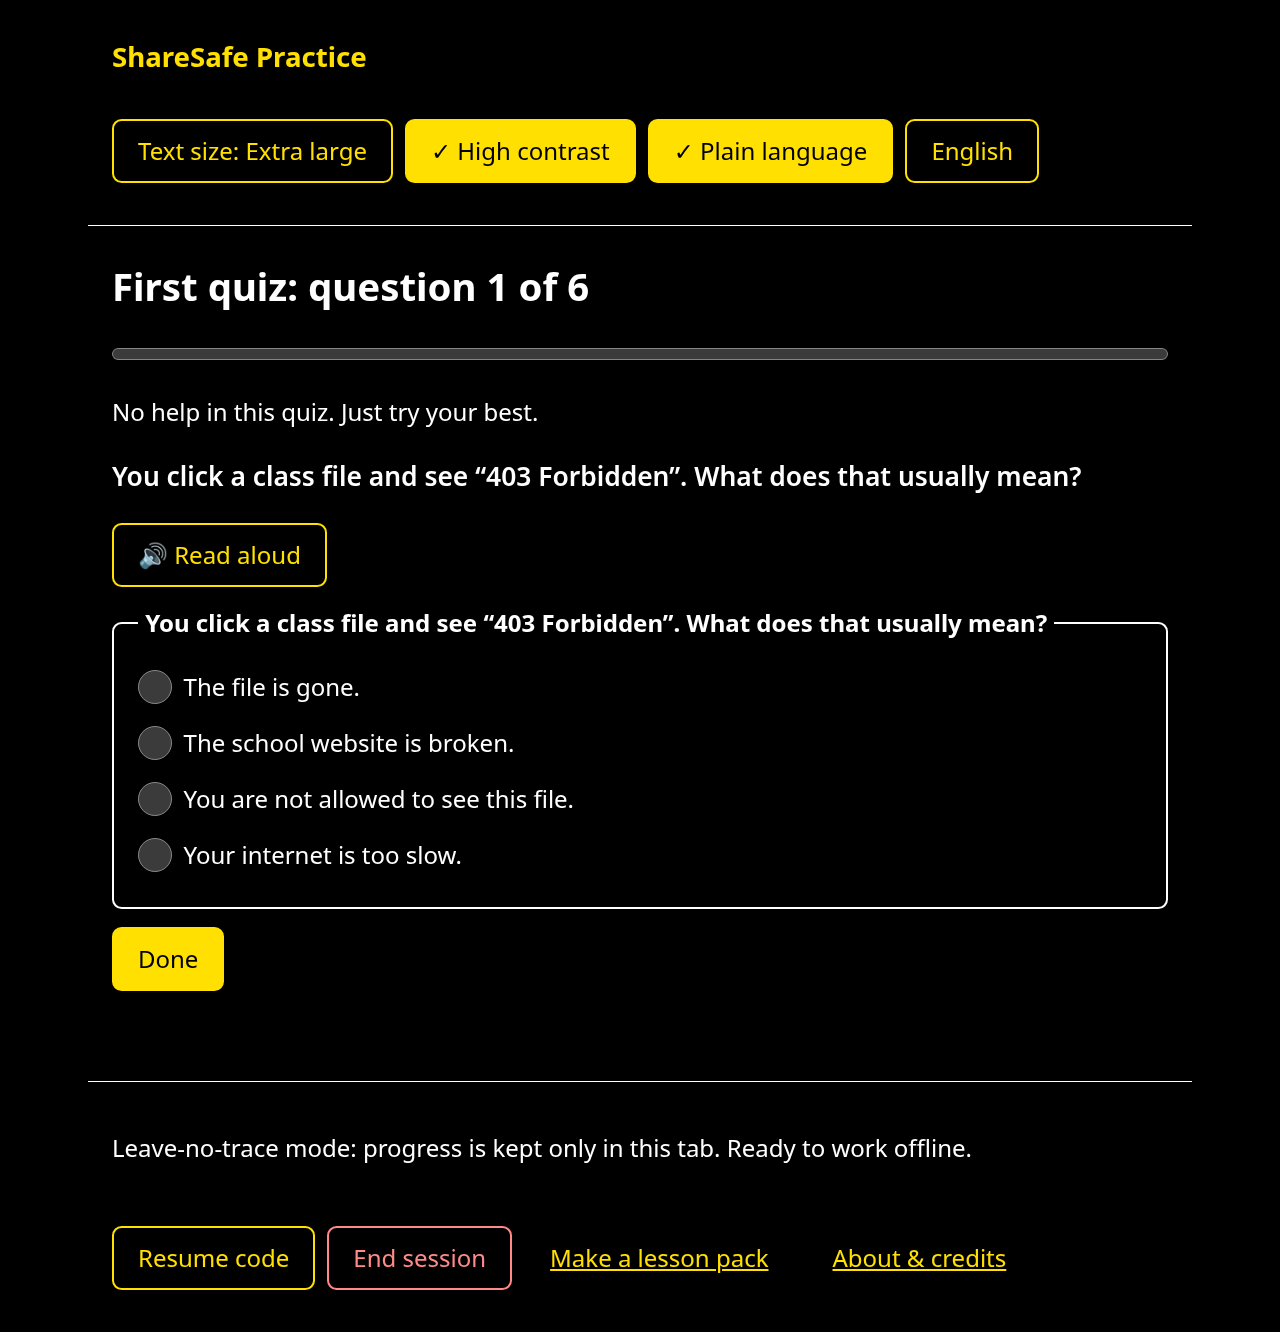 ShareSafe Practice
Text size: Extra large
✓ High contrast
✓ Plain language
English
First quiz: question 1 of 6
No help in this quiz. Just try your best.
You click a class file and see “403 Forbidden”. What does that usually mean?
🔊 Read aloud
You click a class file and see “403 Forbidden”. What does that usually mean?
The file is gone.
The school website is broken.
You are not allowed to see this file.
Your internet is too slow.
Done
Leave-no-trace mode: progress is kept only in this tab. Ready to work offline.
Resume code
End session
Make a lesson pack
About & credits